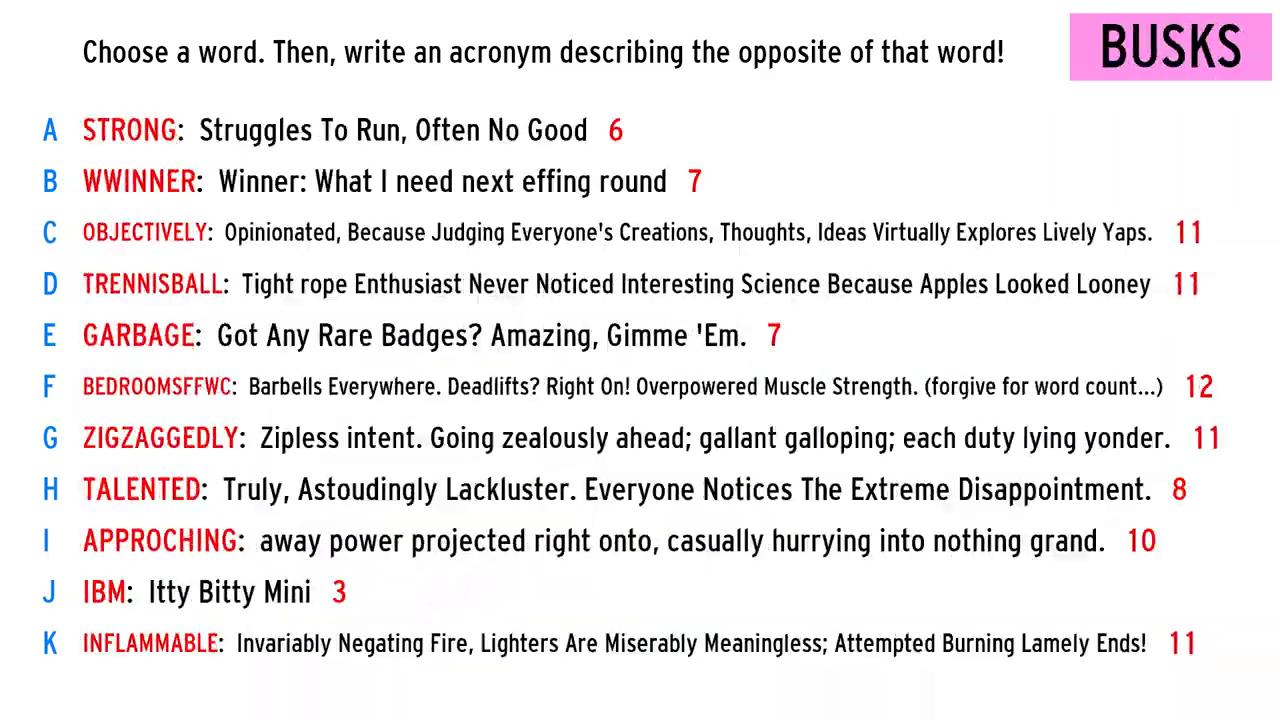 Choose a word. Then, write an acronym describing the opposite of that word!
BUSKS
A STRONG: Struggles To Run, Often No Good 6
B WWINNER: Winner: What I need next effing round 7
C OBJECTIVELY: Opinionated, Because Judging Everyone's Creations, Thoughts, Ideas Virtually Explores Lively Yaps. 11
D TRENNISBALL: Tight rope Enthusiast Never Noticed Interesting Science Because Apples Looked Looney 11
E GARBAGE: Got Any Rare Badges? Amazing, Gimme 'Em. 7
F BEDROOMSFFWC: Barbells Everywhere. Deadlifts? Right On! Overpowered Muscle Strength. (forgive for word count...) 12
G ZIGZAGGEDLY: Zipless intent. Going zealously ahead; gallant galloping; each duty lying yonder. 11
H TALENTED: Truly, Astoudingly Lackluster. Everyone Notices The Extreme Disappointment. 8
I APPROCHING: away power projected right onto, casually hurrying into nothing grand. 10
J IBM: Itty Bitty Mini 3
K INFLAMMABLE: Invariably Negating Fire, Lighters Are Miserably Meaningless; Attempted Burning Lamely Ends! 11